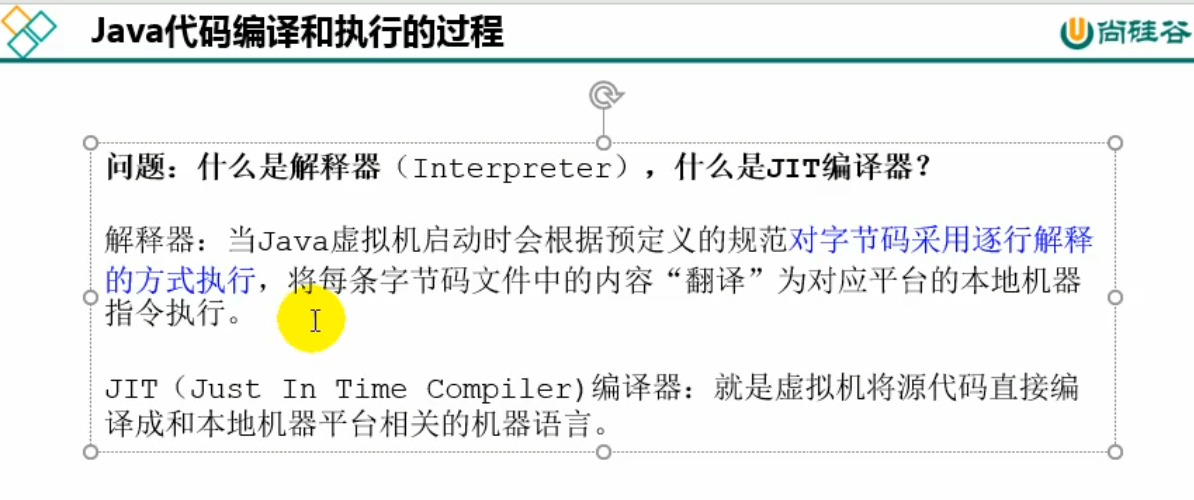 Java代码编译和执行的过程
尚硅谷
问题：什么是解释器（Interpreter），什么是JIT编译器？
解释器：当Java虚拟机启动时会根据预定义的规范对字节码采用逐行解释
的方式执行，将每条字节码文件中的内容“翻译”为对应平台的本地机器
指令执行。
JIT（Just In Time Compiler)编译器：就是虚拟机将源代码直接编
译成和本地机器平台相关的机器语言。